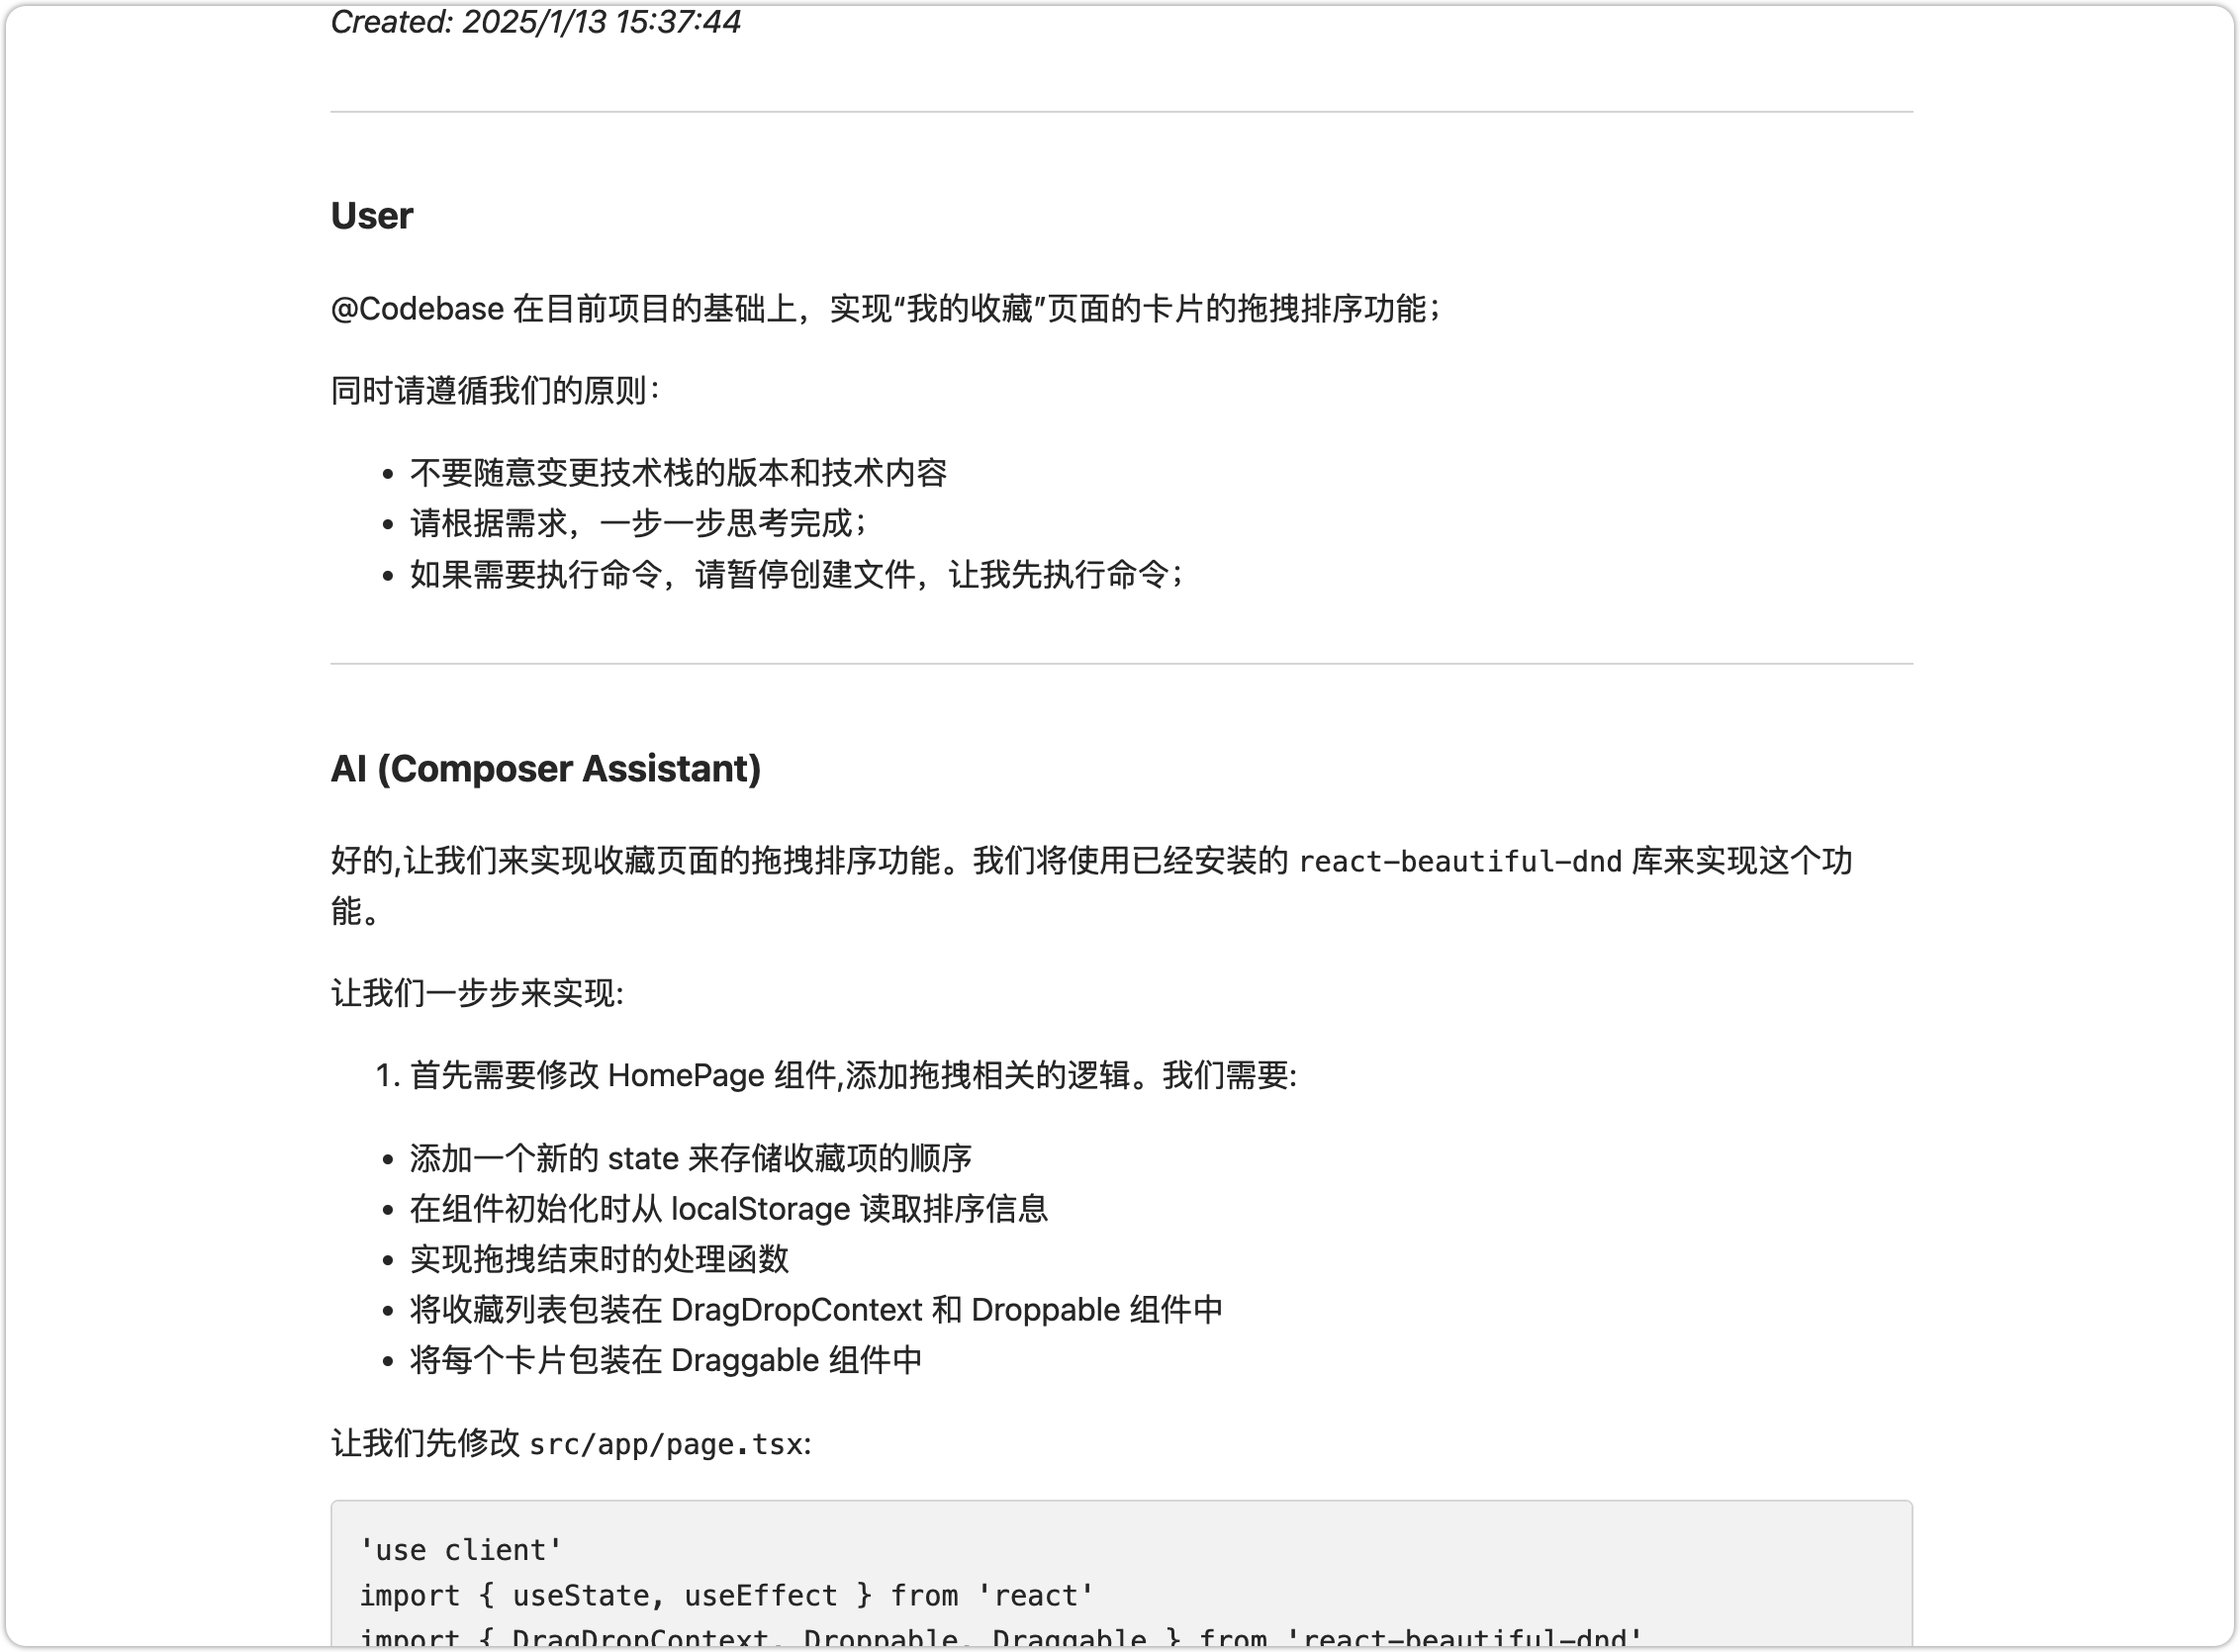 Created: 2025/1/13 15:37:44
User
@Codebase 在目前项目的基础上，实现“我的收藏”页面的卡片的拖拽排序功能；
同时请遵循我们的原则：
• 不要随意变更技术栈的版本和技术内容
• 请根据需求，一步一步思考完成；
• 如果需要执行命令，请暂停创建文件，让我先执行命令；
AI (Composer Assistant)
好的,让我们来实现收藏页面的拖拽排序功能。我们将使用已经安装的 react-beautiful-dnd 库来实现这个功
能。
让我们一步步来实现:
1. 首先需要修改 HomePage 组件,添加拖拽相关的逻辑。我们需要:
• 添加一个新的 state 来存储收藏项的顺序
• 在组件初始化时从 localStorage 读取排序信息
• 实现拖拽结束时的处理函数
• 将收藏列表包装在 DragDropContext 和 Droppable 组件中
• 将每个卡片包装在 Draggable 组件中
让我们先修改 src/app/page.tsx:
'use client'
import { useState, useEffect } from 'react'
import { DragDropContext, Droppable, Draggable } from 'react-beautiful-dnd'